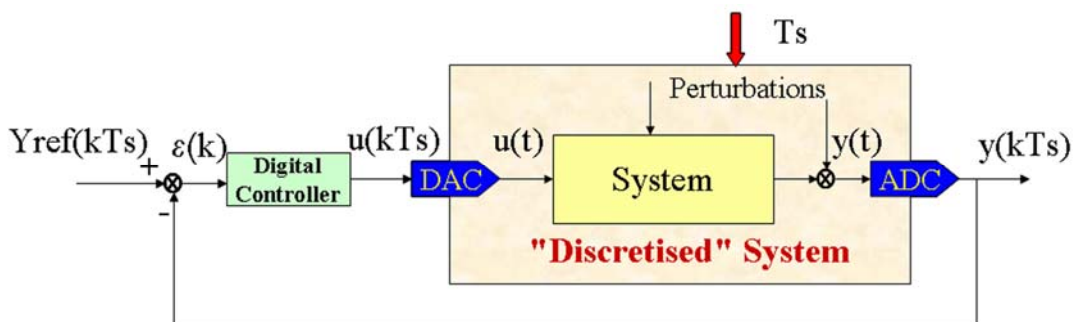 Ts
Perturbations
Yref(kTs)
+
-
ε(k)
Digital
Controller
u(kTs)
DAC
u(t)
System
y(t)
ADC
y(kTs)
"Discretised" System